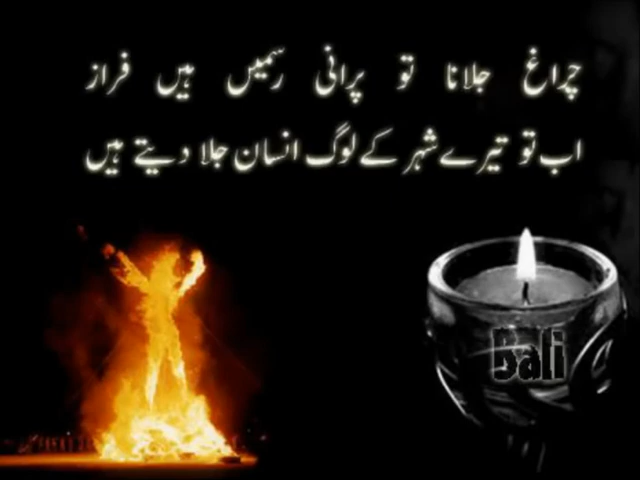 چراغ جلانا تو پرانی رسمیں ہیں فراز
اب تو تیرے شہر کے لوگ انسان جلا دیتے ہیں
Bali